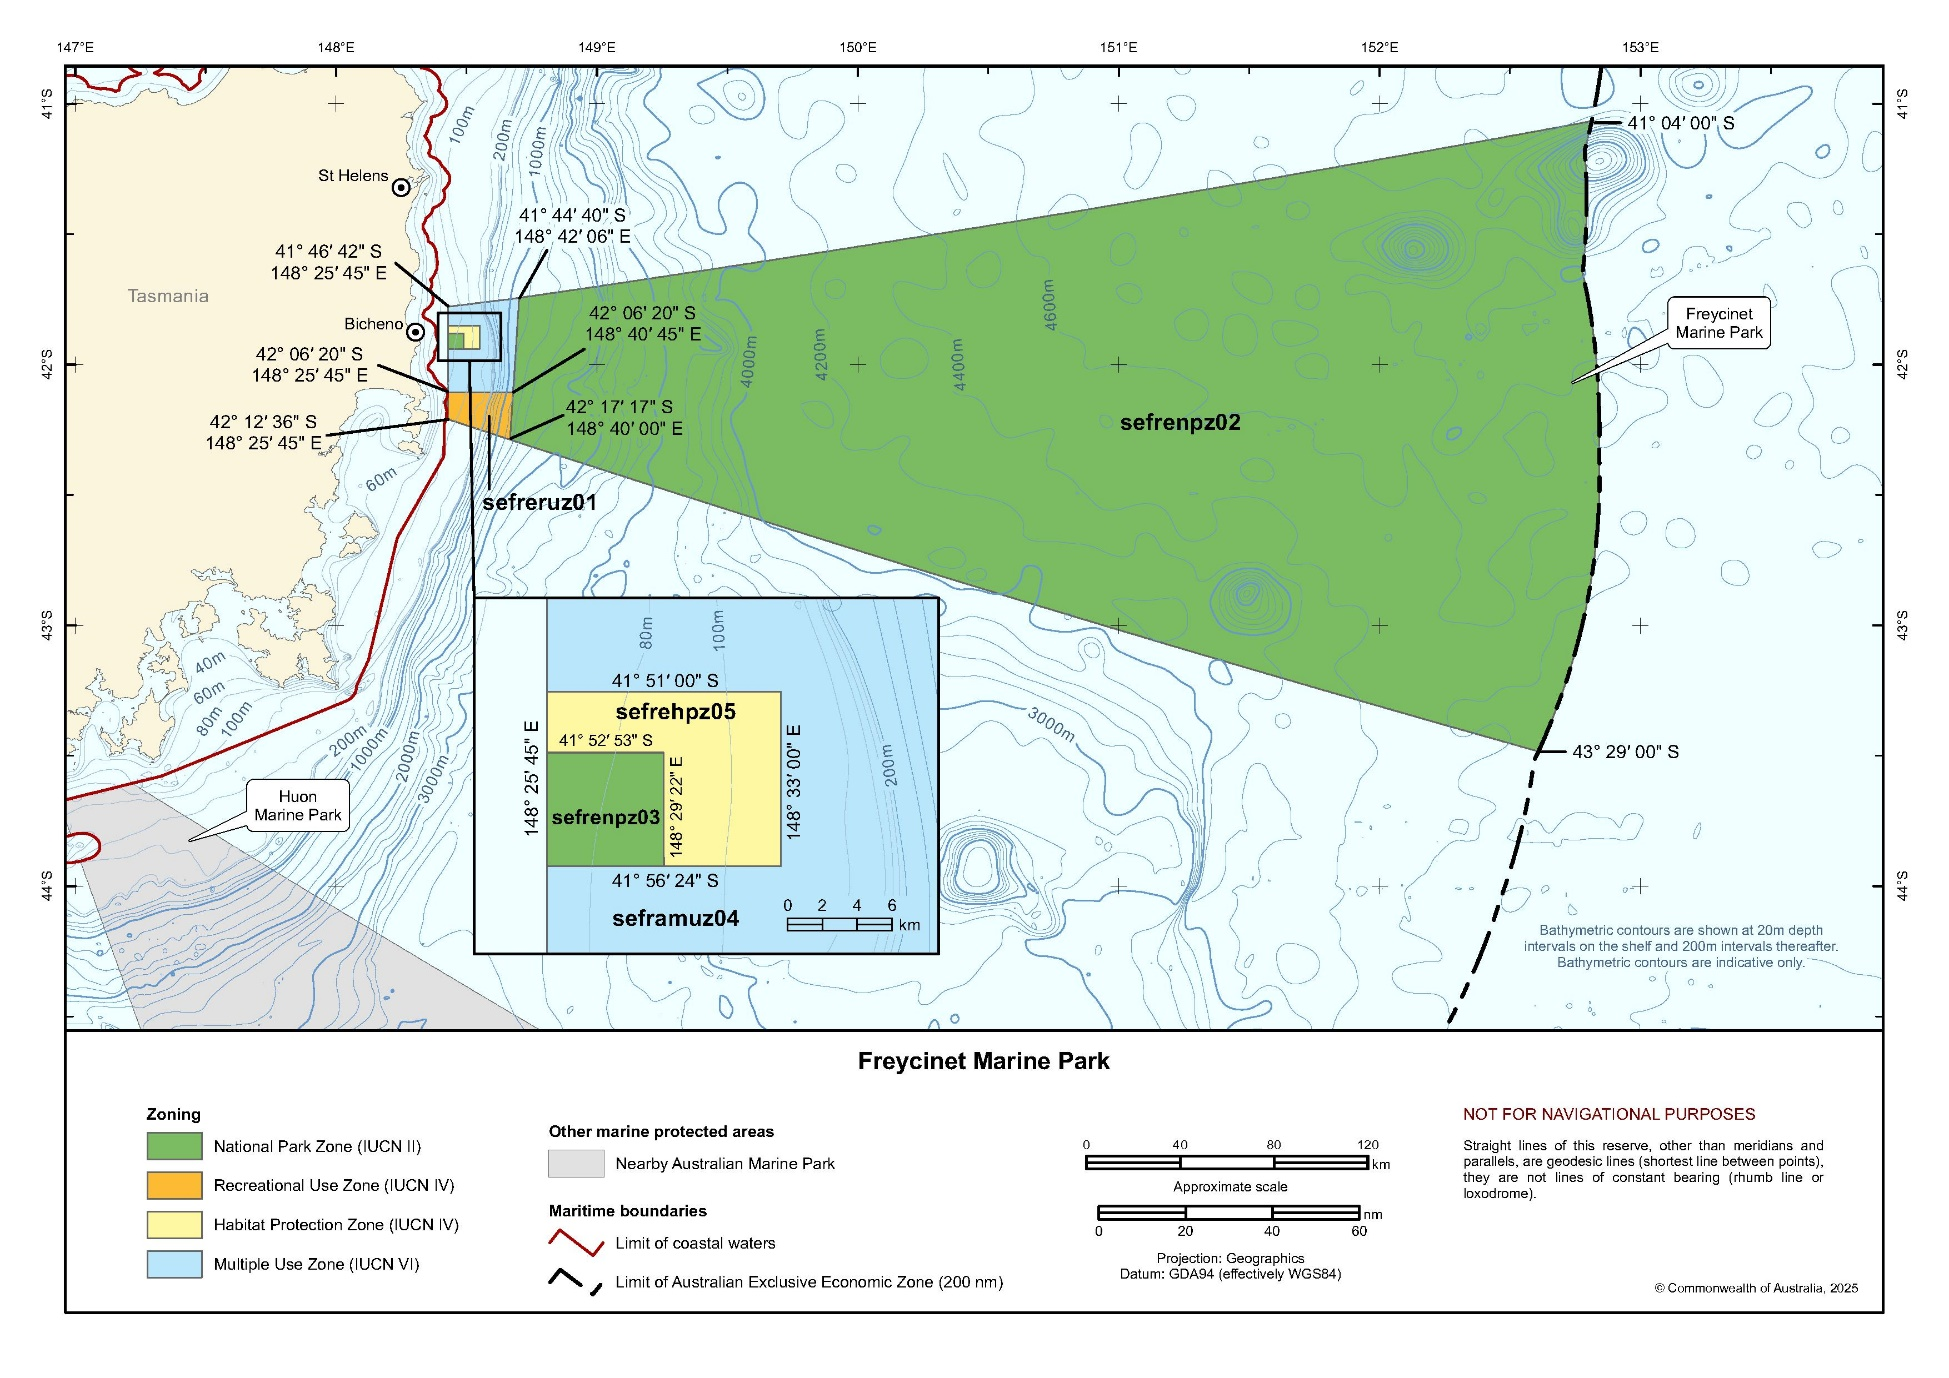 147°E
148°E
149°E
150°E
151°E
152°E
153°E
41°S
41°S
41° 04' 00" S
100m
200m
1000m
St Helens
41° 44' 40" S
148° 42' 06" E
41° 46' 42" S
148° 25' 45" E
Tasmania
Bicheno
42° 06' 20" S
148° 40' 45" E
4600m
Freycinet
Marine Park
42°S
42°S
42° 06' 20" S
148° 25' 45" E
4000m
4200m
4400m
42° 17' 17" S
148° 40' 00" E
sefrenpz02
42° 12' 36" S
148° 25' 45" E
60m
sefreruz01
43°S
43°S
80m
100m
41° 51' 00" S
sefrehpz05
148° 25' 45" E
41° 52' 53" S
148° 29' 22" E
148° 33' 00" E
200m
sefrenpz03
41° 56' 24" S
seframuz04
0 2 4 6
km
40m
60m
80m
100m
200m
1000m
2000m
3000m
3000m
43° 29' 00" S
Huon
Marine Park
44°S
44°S
Bathymetric contours are shown at 20m depth
intervals on the shelf and 200m intervals thereafter.
Bathymetric contours are indicative only.
Freycinet Marine Park
Zoning
National Park Zone (IUCN II)
Recreational Use Zone (IUCN IV)
Habitat Protection Zone (IUCN IV)
Multiple Use Zone (IUCN VI)
Other marine protected areas
Nearby Australian Marine Park
Maritime boundaries
Limit of coastal waters
Limit of Australian Exclusive Economic Zone (200 nm)
0 40 80 120
km
Approximate scale
nm
0 20 40 60
Projection: Geographics
Datum: GDA94 (effectively WGS84)
NOT FOR NAVIGATIONAL PURPOSES
Straight lines of this reserve, other than meridians and
parallels, are geodesic lines (shortest line between points),
they are not lines of constant bearing (rhumb line or
loxodrome).
© Commonwealth of Australia, 2025